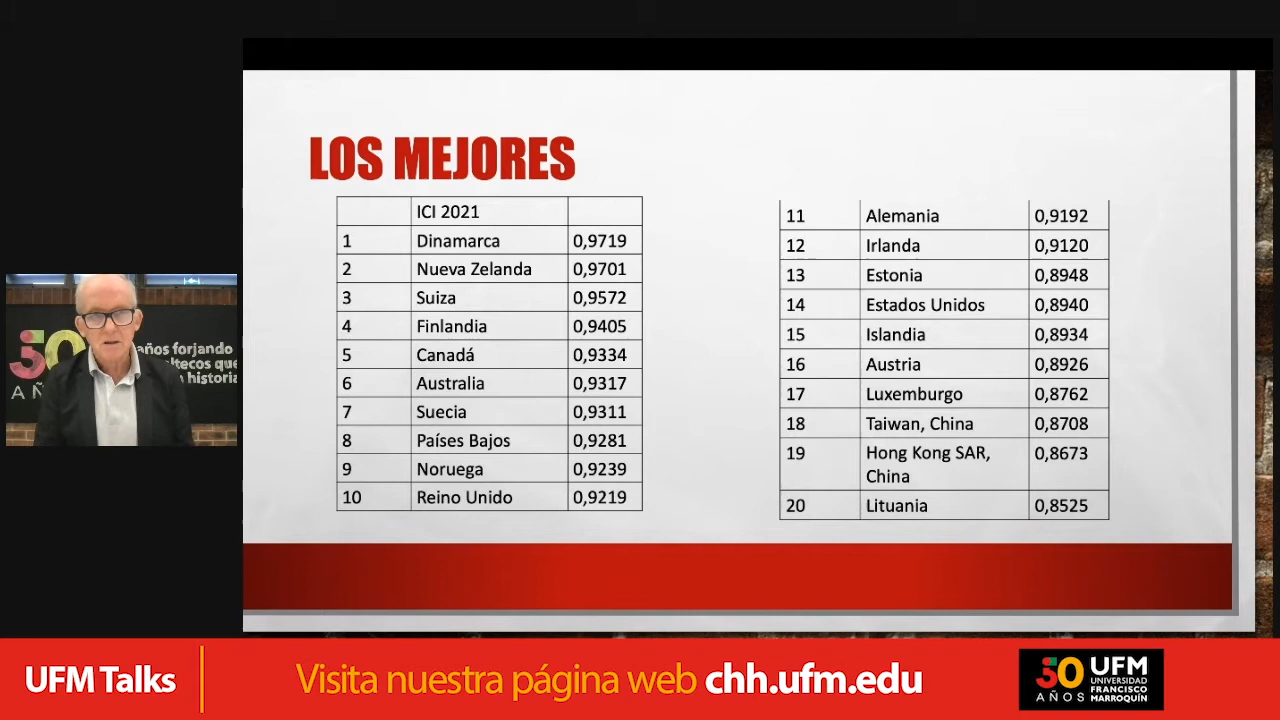 LOS MEJORES
ICI 2021
1 Dinamarca 0,9719
2 Nueva Zelanda 0,9701
3 Suiza 0,9572
4 Finlandia 0,9405
5 Canadá 0,9334
6 Australia 0,9317
7 Suecia 0,9311
8 Países Bajos 0,9281
9 Noruega 0,9239
10 Reino Unido 0,9219
11 Alemania 0,9192
12 Irlanda 0,9120
13 Estonia 0,8948
14 Estados Unidos 0,8940
15 Islandia 0,8934
16 Austria 0,8926
17 Luxemburgo 0,8762
18 Taiwan, China 0,8708
19 Hong Kong SAR, 0,8673
China
20 Lituania 0,8525
50 años forjando
que
historia
UFM Talks
Visita nuestra página web chh.ufm.edu
50 AÑOS
UFM
UNIVERSIDAD
FRANCISCO
MARROQUÍN